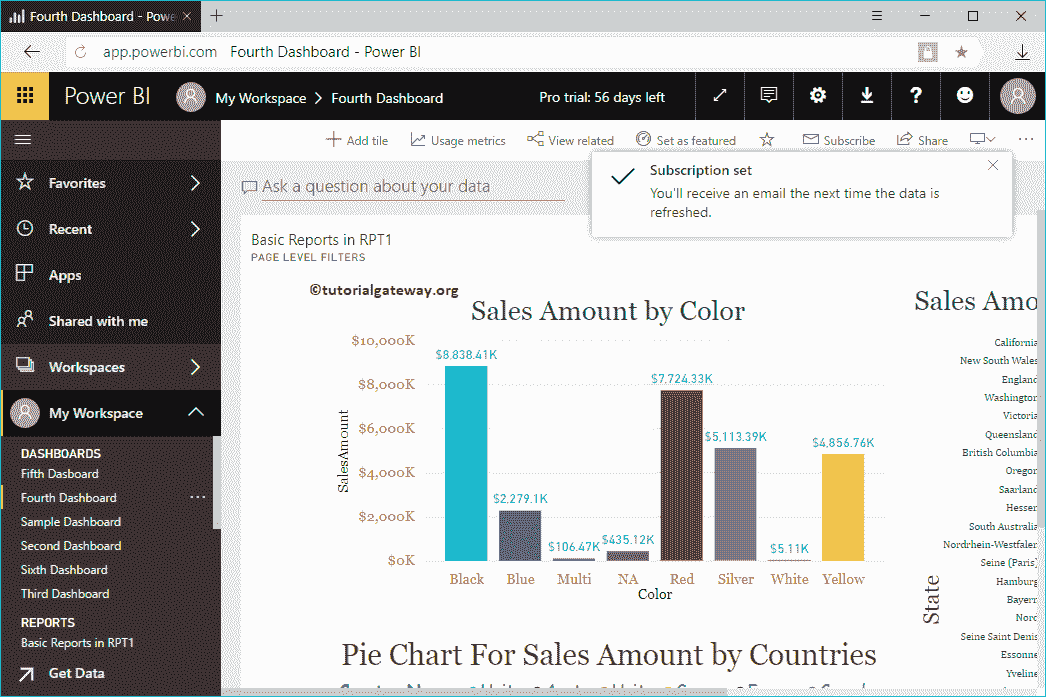 Fourth Dashboard - Powe
app.powerbi.com Fourth Dashboard - Power BI
Power BI My Workspace > Fourth Dashboard Pro trial: 56 days left ?
Add tile Usage metrics View related Set as featured Subscribe Share
Favorites
Recent
Apps
Shared with me
Workspaces
My Workspace
DASHBOARDS
Fifth Dasboard
Fourth Dashboard
Sample Dashboard
Second Dashboard
Sixth Dashboard
Third Dashboard
REPORTS
Basic Reports in RPT1
Get Data
Ask a question about your data
Subscription set
You'll receive an email the next time the data is
refreshed.
Basic Reports in RPT1
PAGE LEVEL FILTERS
©tutorialgateway.org
Sales Amount by Color
SalesAmount
$10,000K
$8,000K
$6,000K
$4,000K
$2,000K
$0K
$8,838.41K
$2,279.1K
$106.47K
$435.12K
$7,724.33K
$5,113.39K
$5.11K
$4,856.76K
Black Blue Multi NA Red Silver White Yellow
Color
Sales Amo
State
California
New South Wales
England
Washington
Victoria
Queensland
British Columbia
Oregon
Saarland
Hessen
South Australia
Nordrhein-Westfalen
Seine (Paris)
Hamburg
Bayern
Nord
Seine Saint Denis
Essonne
Yveline
Pie Chart For Sales Amount by Countries